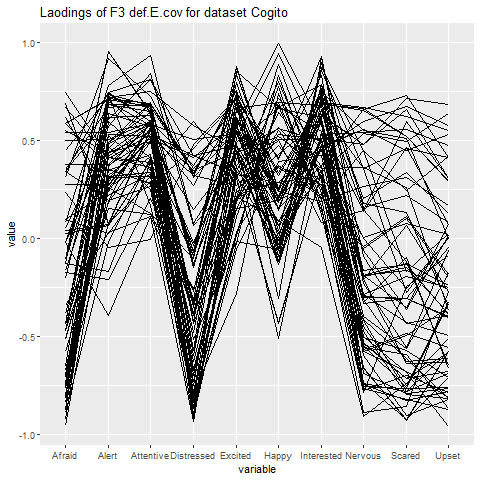 Laodings of F3 def.E.cov for dataset Cogito
1.0
0.5
0.0
-0.5
-1.0
value
Afraid Alert Attentive Distressed Excited Happy Interested Nervous Scared Upset
variable